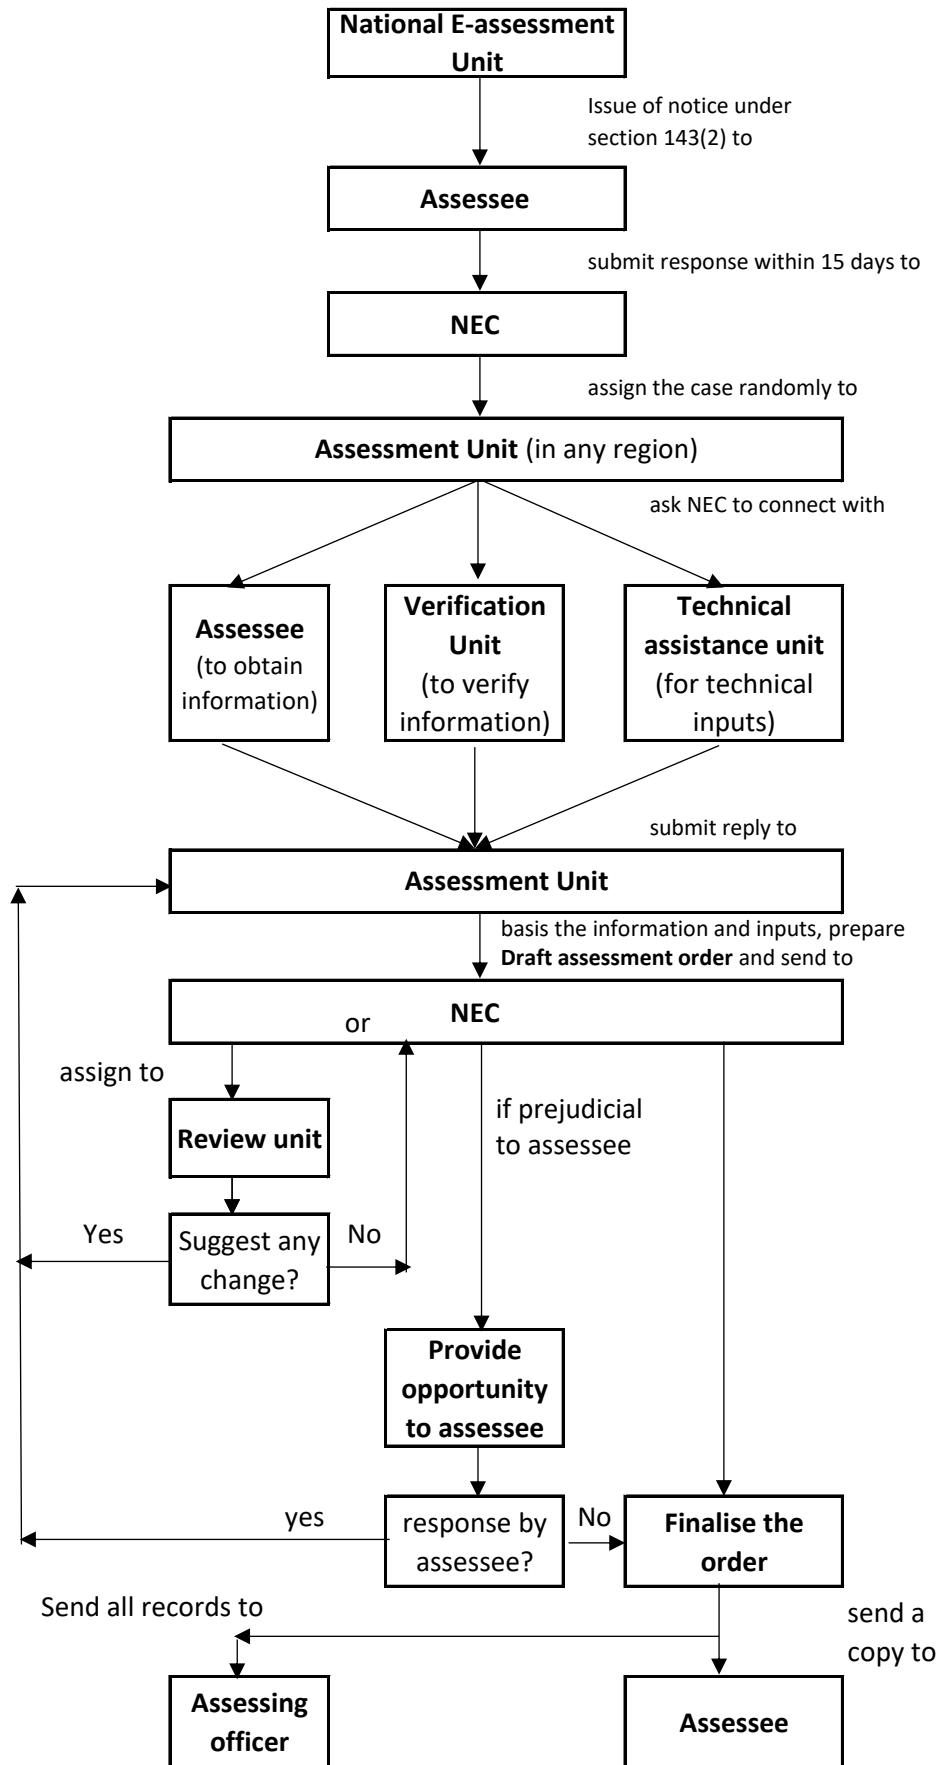 National E-assessment
Unit
Issue of notice under
section 143(2) to
Assessee
submit response within 15 days to
NEC
assign the case randomly to
Assessment Unit (in any region)
ask NEC to connect with
Assessee
(to obtain
information)
Verification
Unit
(to verify
information)
Technical
assistance unit
(for technical
inputs)
submit reply to
Assessment Unit
basis the information and inputs, prepare
Draft assessment order and send to
NEC
or
assign to
Review unit
if prejudicial
to assessee
Yes
Suggest any
change?
No
Provide
opportunity
to assessee
yes
response by
assessee?
No
Finalise the
order
Send all records to
send a
copy to
Assessing
officer
Assessee